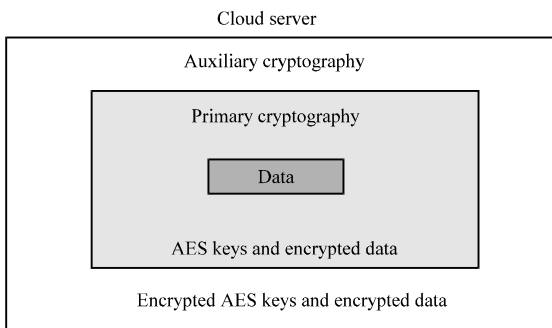 Cloud server
Auxiliary cryptography
Primary cryptography
Data
AES keys and encrypted data
Encrypted AES keys and encrypted data